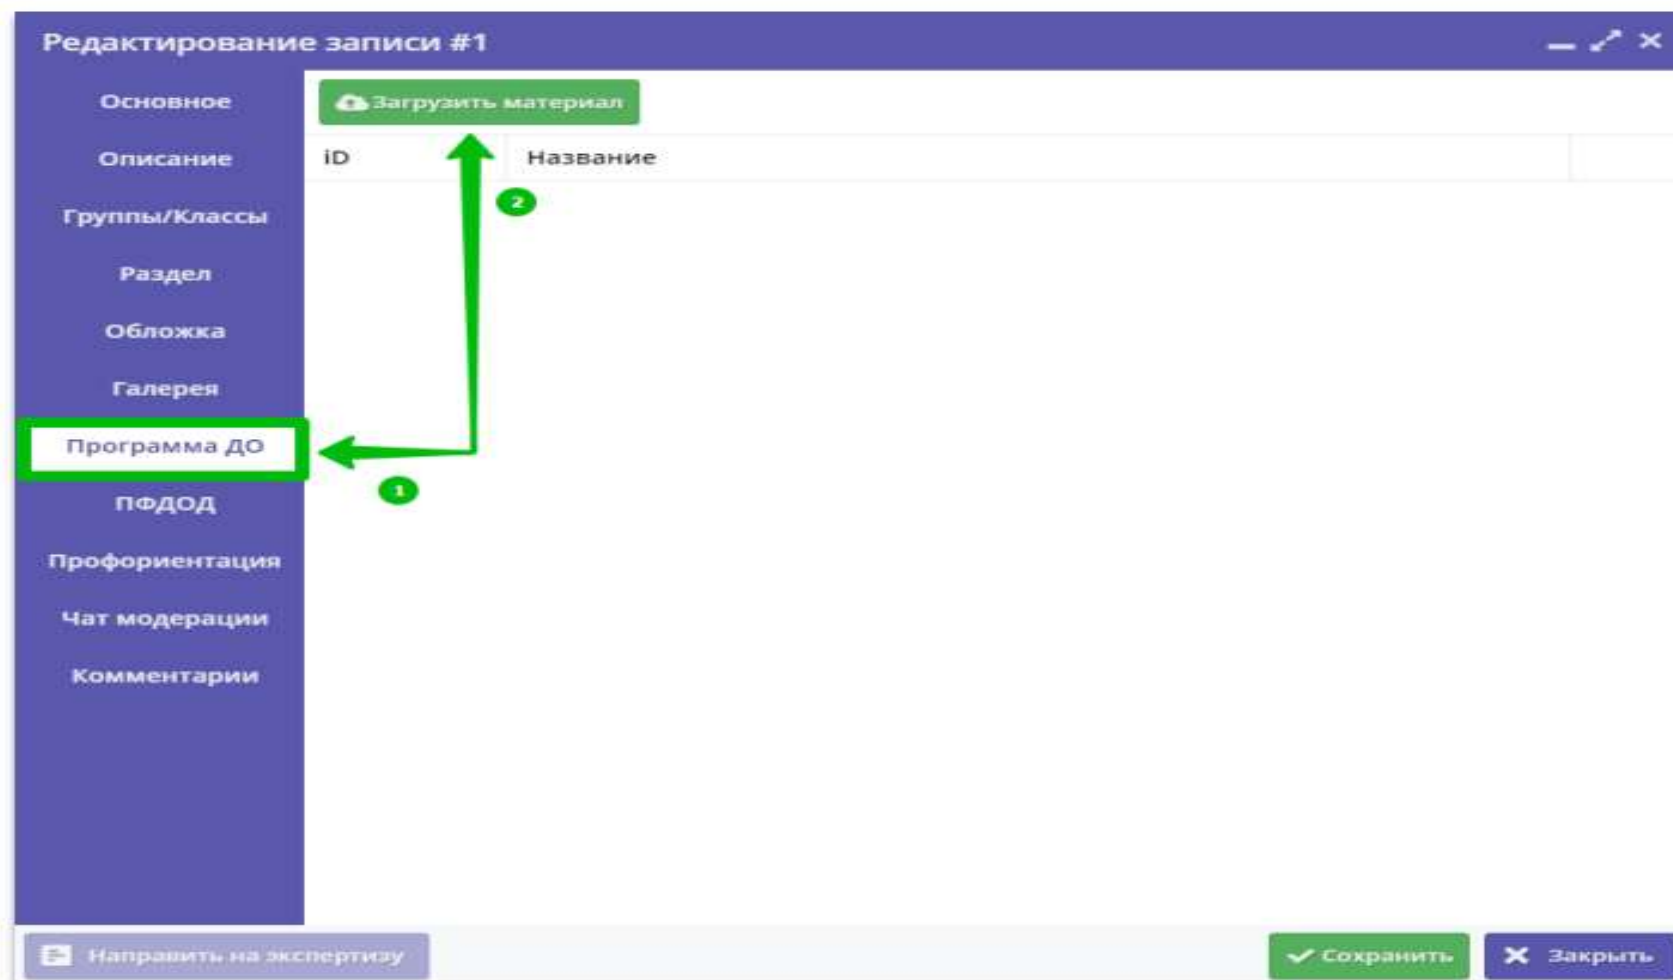 Редактирование записи #1
Основное
Загрузить материал
Описание
iD
Название
2
Группы/Классы
Раздел
Обложка
Галерея
Программа ДО
1
ПФДОД
Профориентация
Чат модерации
Комментарии
Направить на экспертизу
Сохранить
Закрыть